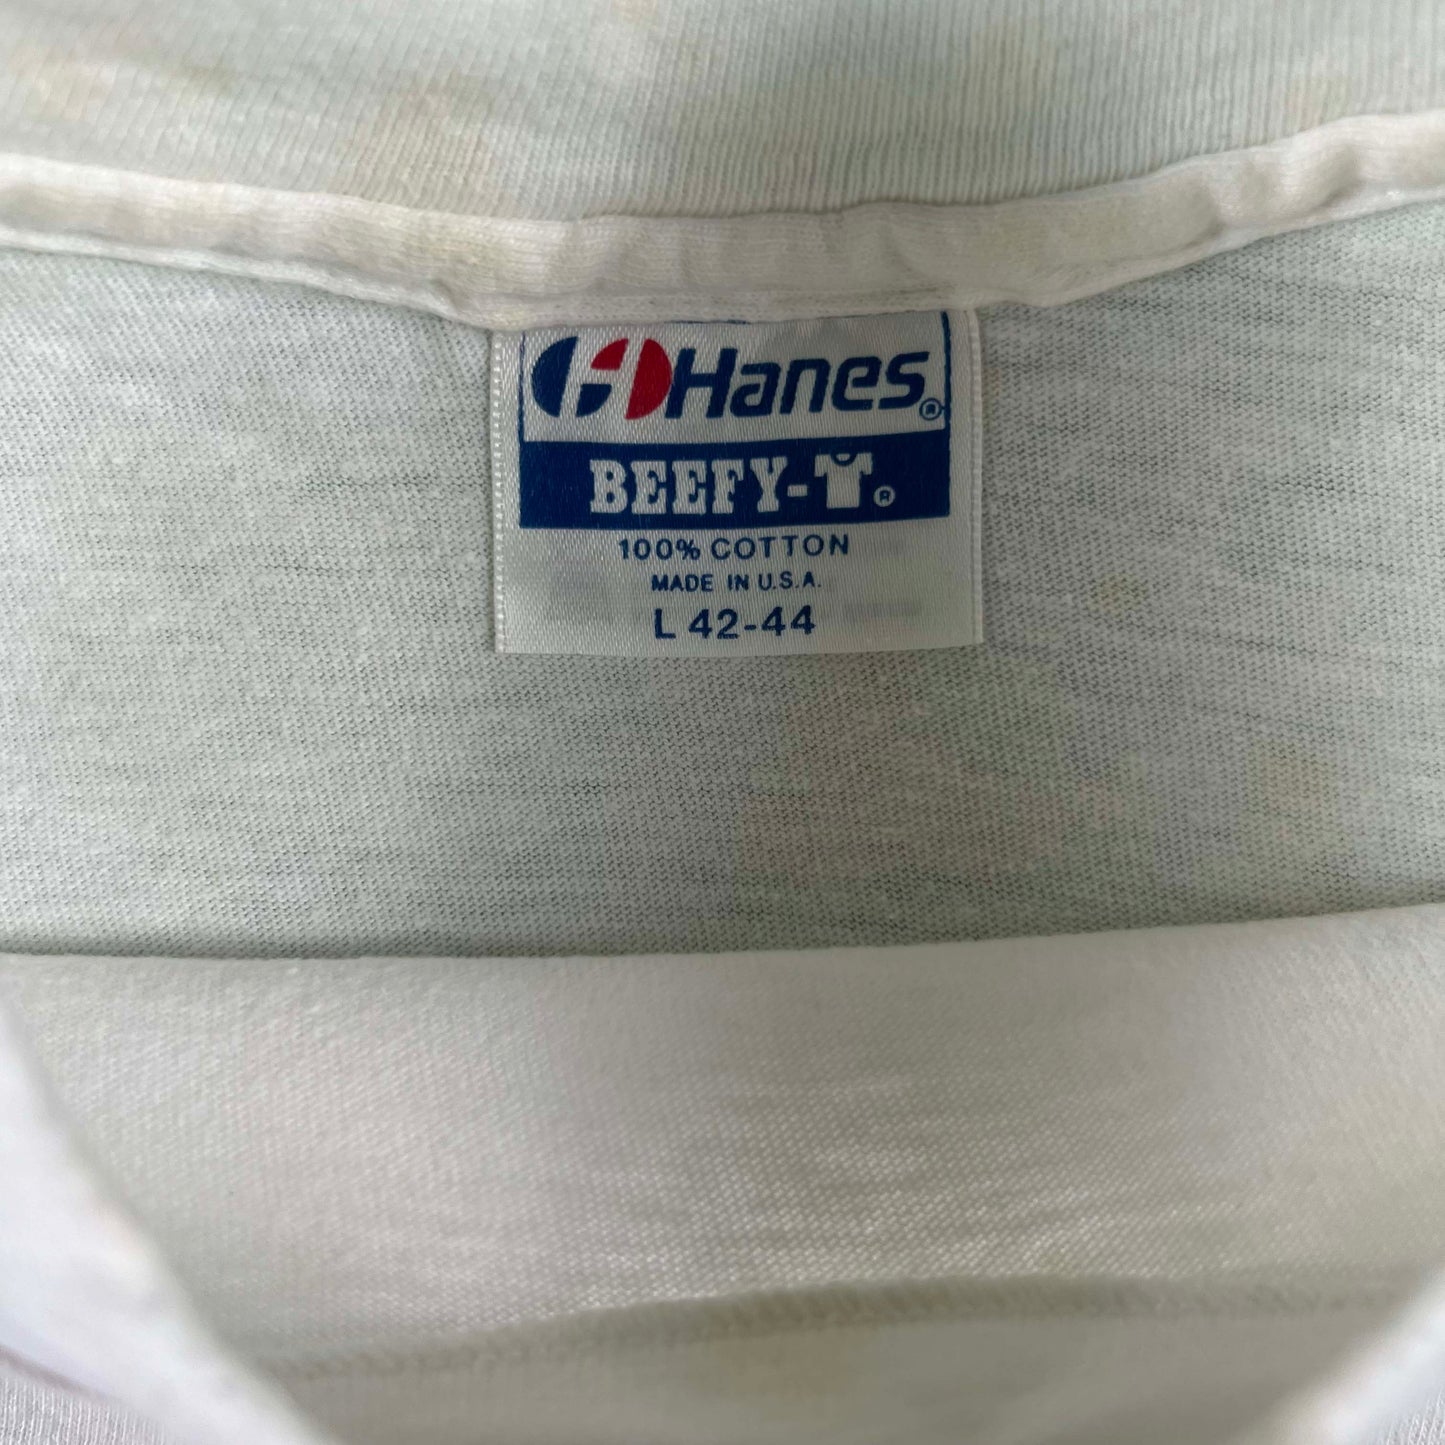 Hanes®
BEEFY-T®
100% COTTON
MADE IN U.S.A.
L 42-44